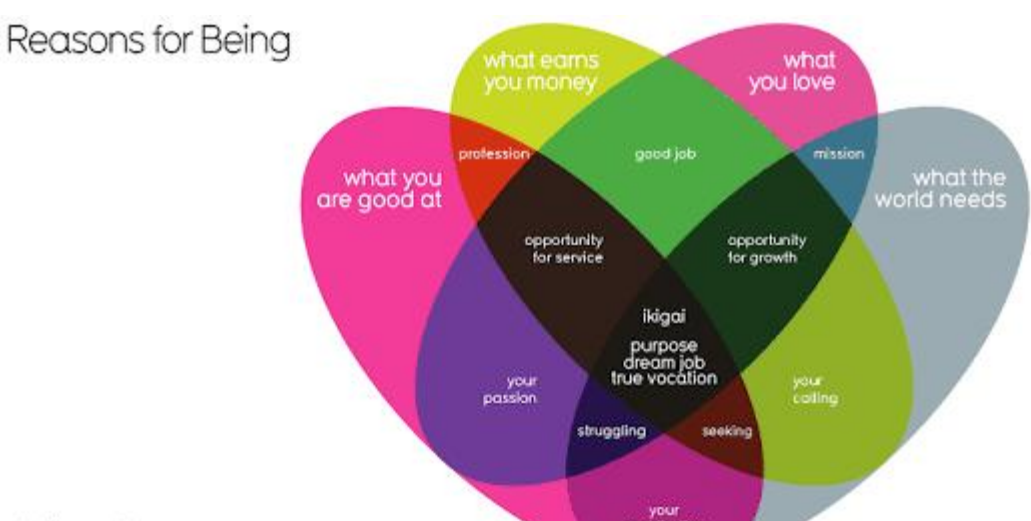 Reasons for Being
what earns
you money
what
you love
what you
are good at
what the
world needs
profession
good job
mission
opportunity
for service
opportunity
for growth
ikigai
purpose
dream job
true vocation
your
passion
your
calling
struggling
seeking
your